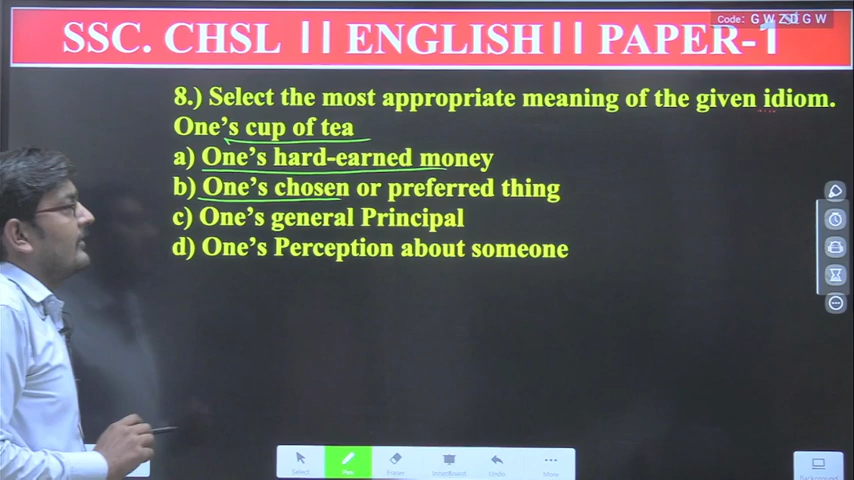 Code: G W Z D G W
SSC. CHSL || ENGLISH || PAPER-1
8.) Select the most appropriate meaning of the given idiom.
One's cup of tea
a) One's hard-earned money
b) One's chosen or preferred thing
c) One's general Principal
d) One's Perception about someone
Select
Pen
Eraser
Undo
More
Background